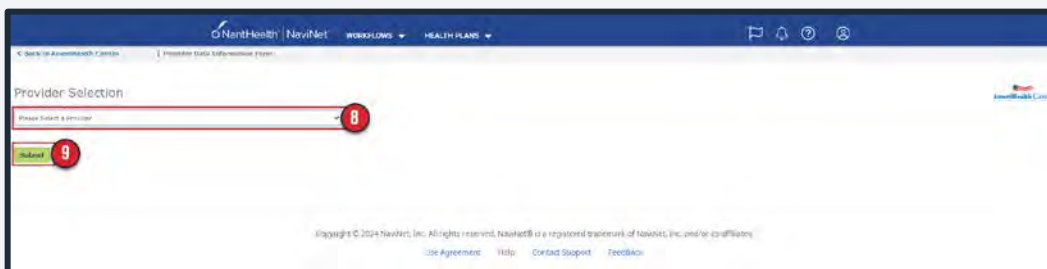 NantHealth | NaviNet WORKFLOWS HEALTH PLANS
< Back to AmeriHealth Caritas | Provider Data Information Form
Provider Selection
AmeriHealth Caritas
Please Select a Provider
8
Submit
9
Copyright © 2024 NaviNet, Inc. All rights reserved. NaviNet® is a registered trademark of NaviNet, Inc. and/or its affiliates
Use Agreement Help Contact Support Feedback